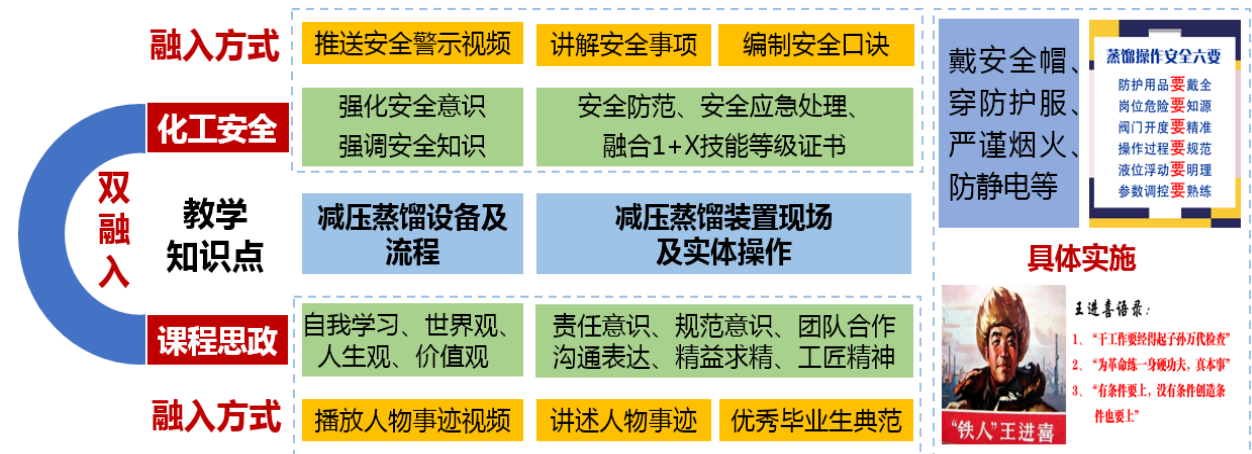 融入方式
推送安全警示视频
讲解安全事项
编制安全口诀
化工安全
强化安全意识
强调安全知识
安全防范、安全应急处理、
融合1+X技能等级证书
双融入
教学
知识点
减压蒸馏设备及
流程
减压蒸馏装置现场
及实体操作
课程思政
自我学习、世界观、
人生观、价值观
责任意识、规范意识、团队合作
沟通表达、精益求精、工匠精神
融入方式
播放人物事迹视频
讲述人物事迹
优秀毕业生典范
戴安全帽、
穿防护服、
严谨烟火、
防静电等
蒸馏操作安全六要
防护用品要戴全
岗位危险要知源
阀门开度要精准
操作过程要规范
液位浮动要明理
参数调控要熟练
具体实施
“铁人”王进喜
王进喜语录：
1、“干工作要经得起子孙万代检查”
2、“为革命练一身硬功夫，真本事”
3、“有条件要上，没有条件创造条
件也要上”